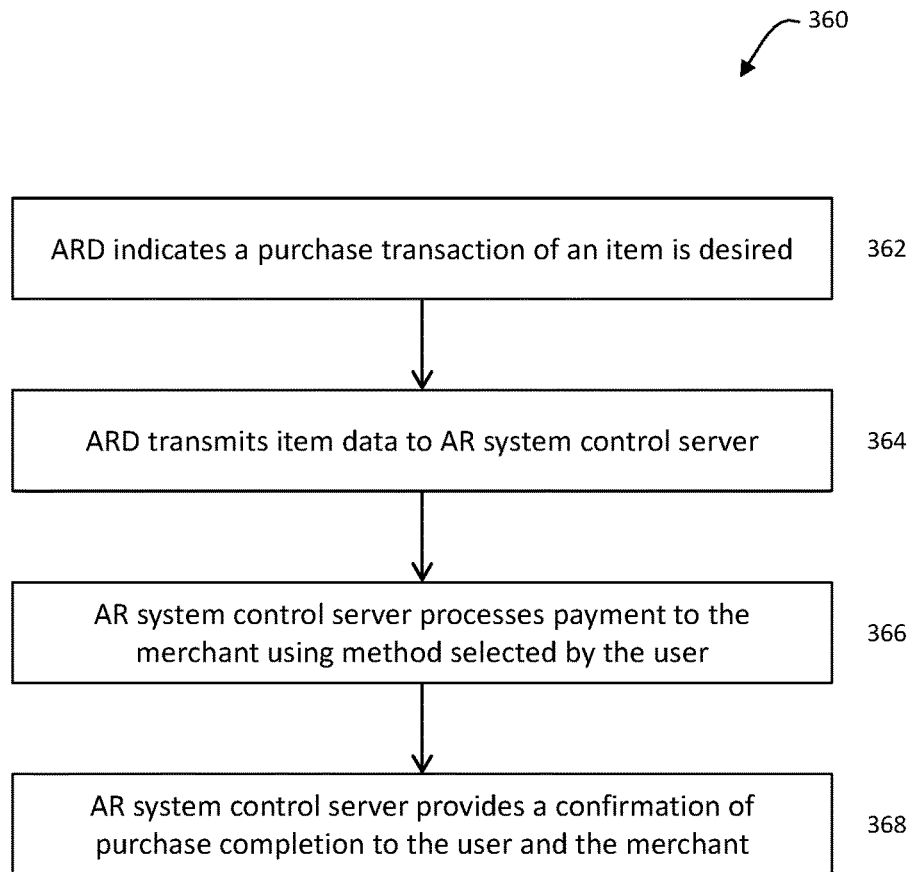 360
ARD indicates a purchase transaction of an item is desired
362
ARD transmits item data to AR system control server
364
AR system control server processes payment to the
merchant using method selected by the user
366
AR system control server provides a confirmation of
purchase completion to the user and the merchant
368